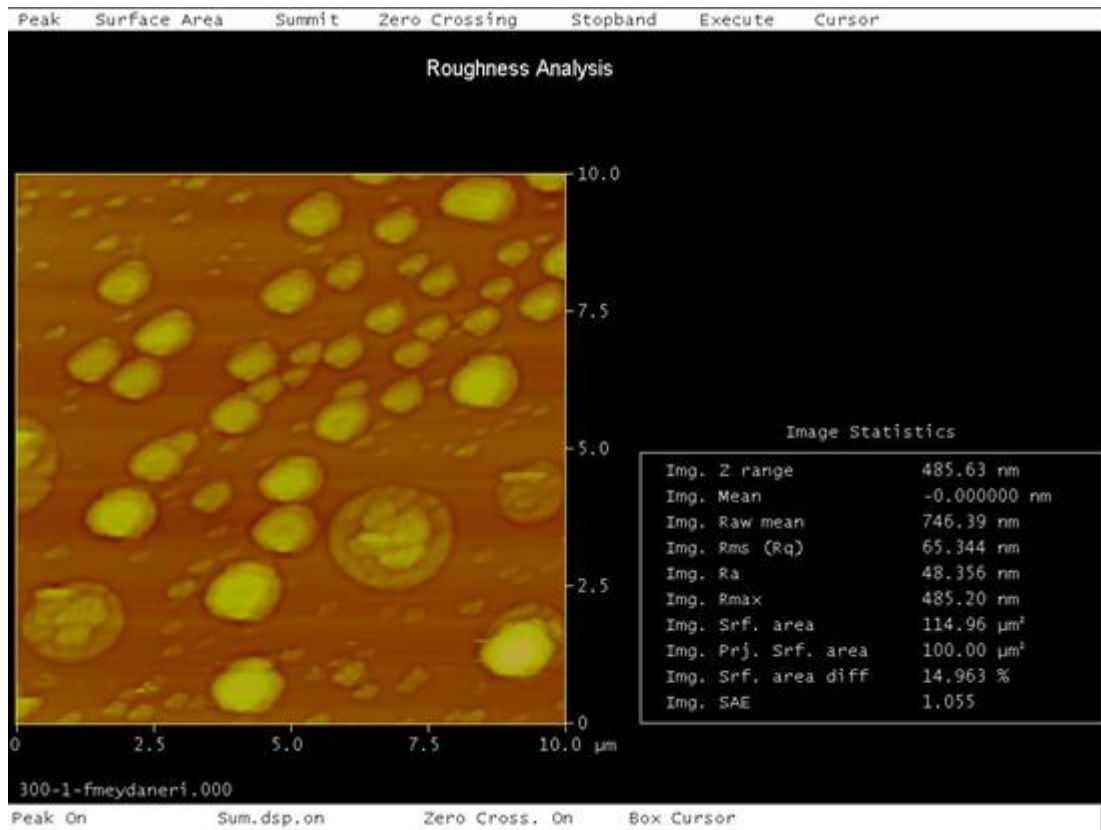 Peak Surface Area Summit Zero Crossing Stopband Execute Cursor
Roughness Analysis
10.0
7.5
5.0
2.5
0
0 2.5 5.0 7.5 10.0 µm
Image Statistics
Img. Z range 485.63 nm
Img. Mean -0.000000 nm
Img. Raw mean 746.39 nm
Img. Rms (Rq) 65.344 nm
Img. Ra 48.356 nm
Img. Rmax 485.20 nm
Img. Srf. area 114.96 µm²
Img. Prj. Srf. area 100.00 µm²
Img. Srf. area diff 14.963 %
Img. SAE 1.055
300-1-fmeydaneri.000
Peak On Sum.dsp.on Zero Cross. On Box Cursor